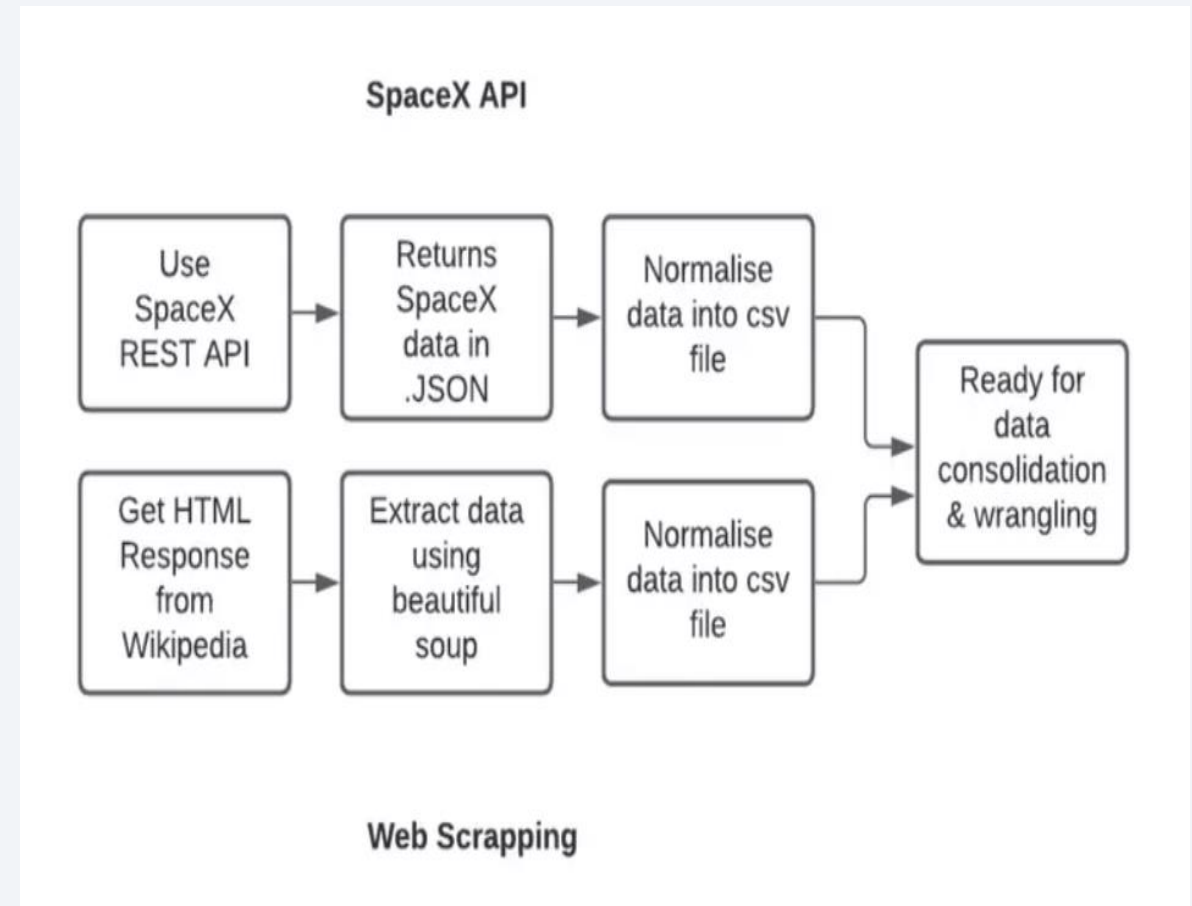 SpaceX API
Use
SpaceX
REST API
Returns
SpaceX
data in
.JSON
Normalise
data into csv
file
Get HTML
Response
from
Wikipedia
Extract data
using
beautiful
soup
Normalise
data into csv
file
Ready for
data
consolidation
& wrangling
Web Scrapping